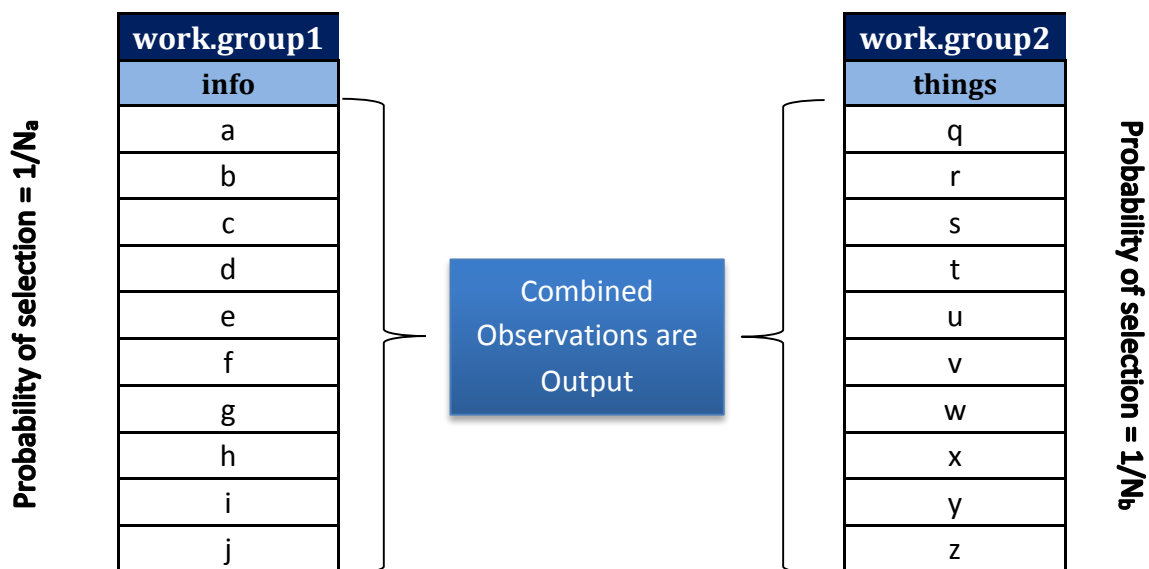 Probability of selection = 1/Nₐ
work.group1
info
a
b
c
d
e
f
g
h
i
j
Combined
Observations are
Output
work.group2
things
q
r
s
t
u
v
w
x
y
z
Probability of selection = 1/N_b